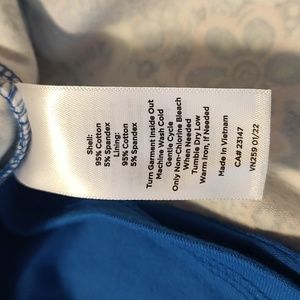 Shell:
95% Cotton
5% Spandex
Lining:
95% Cotton
5% Spandex
Turn Garment Inside Out
Machine Wash Cold
Gentle Cycle
Only Non-Chlorine Bleach
When Needed
Tumble Dry Low
Warm Iron, If Needed
Made In Vietnam
CA# 23147
VN259 01/22